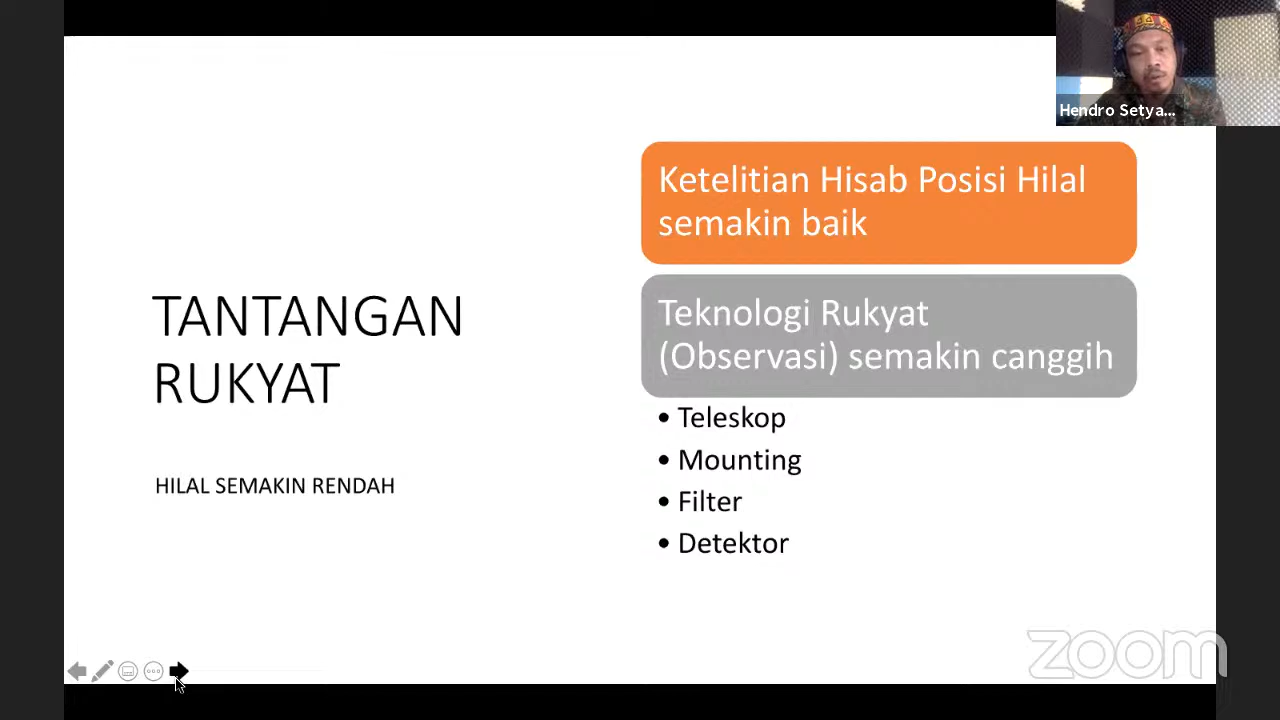 Hendro Setya...
Ketelitian Hisab Posisi Hilal
semakin baik
Teknologi Rukyat
(Observasi) semakin canggih
• Teleskop
• Mounting
• Filter
• Detektor
TANTANGAN
RUKYAT
HILAL SEMAKIN RENDAH
zoom